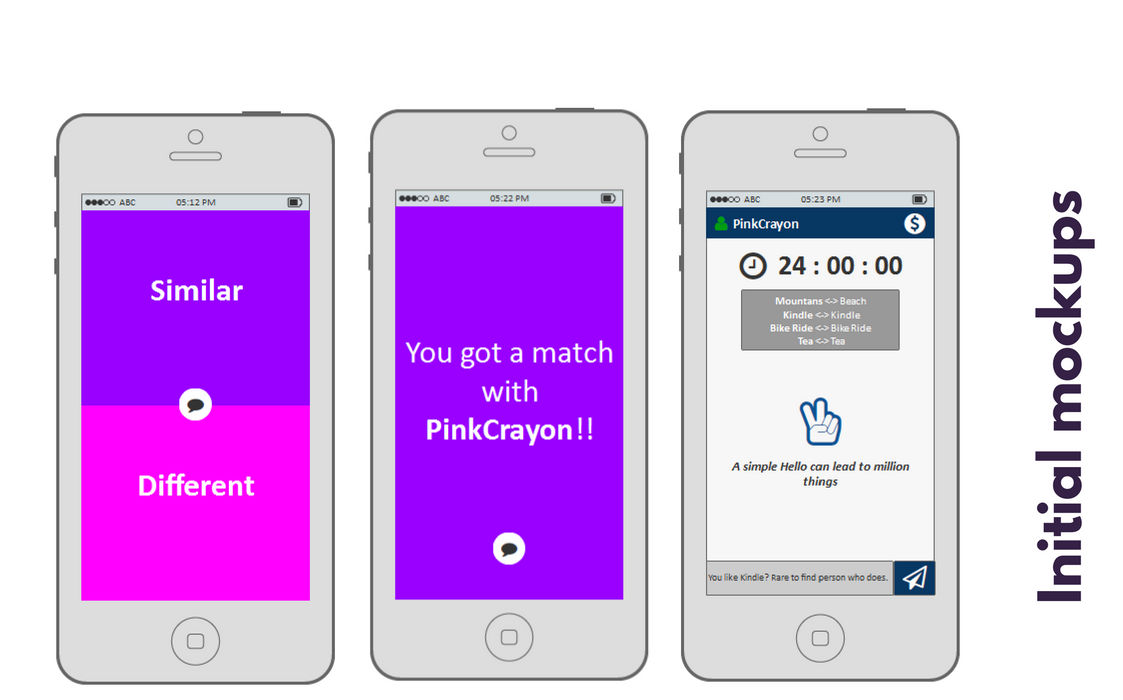 ABC 05:12 PM
Similar
Different
ABC 05:22 PM
You got a match
with
PinkCrayon!!
ABC 05:23 PM
PinkCrayon $
24 : 00 : 00
Mountans <-> Beach
Kindle <-> Kindle
Bike Ride <-> Bike Ride
Tea <-> Tea
A simple Hello can lead to million
things
You like Kindle? Rare to find person who does.
Initial mockups